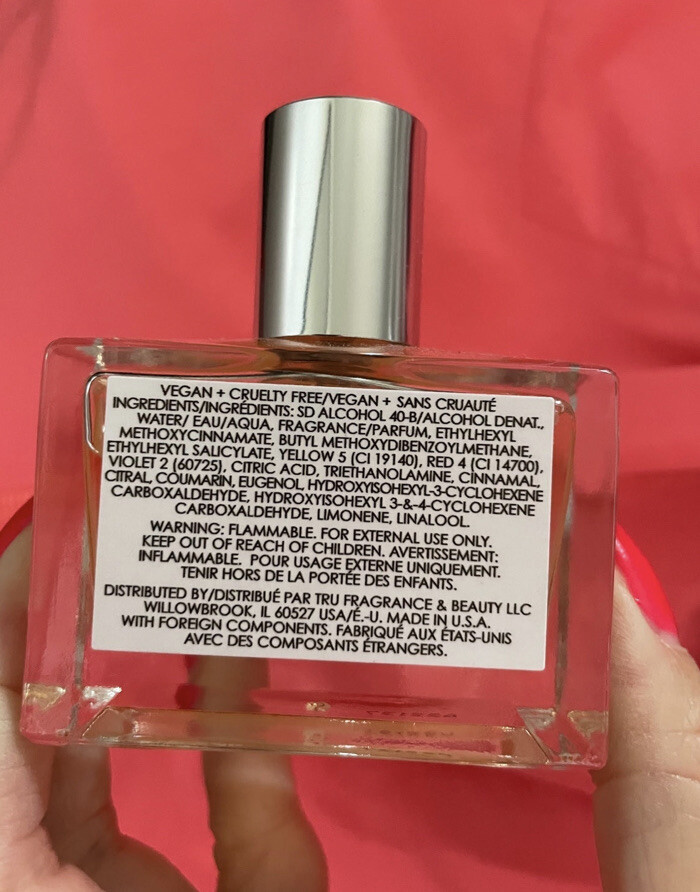 VEGAN + CRUELTY FREE/VEGAN + SANS CRUAUTÉ
INGREDIENTS/INGRÉDIENTS: SD ALCOHOL 40-B/ALCOHOL DENAT.,
WATER/ EAU/AQUA, FRAGRANCE/PARFUM, ETHYLHEXYL
METHOXYCINNAMATE, BUTYL METHOXYDIBENZOYLMETHANE,
ETHYLHEXYL SALICYLATE, YELLOW 5 (CI 19140), RED 4 (CI 14700),
VIOLET 2 (60725), CITRIC ACID, TRIETHANOLAMINE, CINNAMAL,
CITRAL, COUMARIN, EUGENOL, HYDROXYISOHEXYL-3-CYCLOHEXENE
CARBOXALDEHYDE, HYDROXYISOHEXYL 3-&-4-CYCLOHEXENE
CARBOXALDEHYDE, LIMONENE, LINALOOL.
WARNING: FLAMMABLE. FOR EXTERNAL USE ONLY.
KEEP OUT OF REACH OF CHILDREN. AVERTISSEMENT:
INFLAMMABLE. POUR USAGE EXTERNE UNIQUEMENT.
TENIR HORS DE LA PORTÉE DES ENFANTS.
DISTRIBUTED BY/DISTRIBUÉ PAR TRU FRAGRANCE & BEAUTY LLC
WILLOWBROOK, IL 60527 USA/É.-U. MADE IN U.S.A.
WITH FOREIGN COMPONENTS. FABRIQUÉ AUX ÉTATS-UNIS
AVEC DES COMPOSANTS ÉTRANGERS.